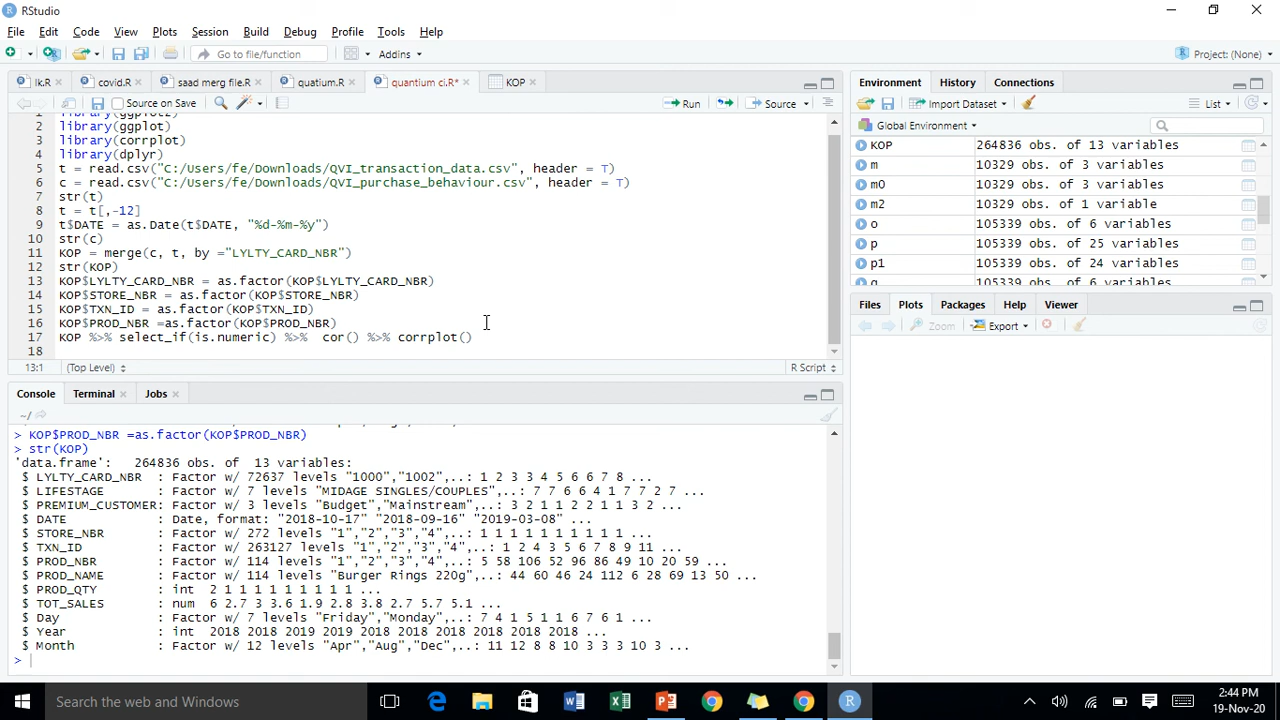 RStudio
File Edit Code View Plots Session Build Debug Profile Tools Help
Go to file/function Addins Project: (None)
lk.R covid.R saad merg file.R quatium.R quantium ci.R* KOP
Source on Save Run Source
2 library(ggplot)
3 library(corrplot)
4 library(dplyr)
5 t = read.csv("C:/Users/fe/Downloads/QVI_transaction_data.csv", header = T)
6 c = read.csv("C:/Users/fe/Downloads/QVI_purchase_behaviour.csv", header = T)
7 str(t)
8 t = t[,-12]
9 t$DATE = as.Date(t$DATE, "%d-%m-%y")
10 str(c)
11 KOP = merge(c, t, by ="LYLTY_CARD_NBR")
12 str(KOP)
13 KOP$LYLTY_CARD_NBR = as.factor(KOP$LYLTY_CARD_NBR)
14 KOP$STORE_NBR = as.factor(KOP$STORE_NBR)
15 KOP$TXN_ID = as.factor(KOP$TXN_ID)
16 KOP$PROD_NBR =as.factor(KOP$PROD_NBR)
17 KOP %>% select_if(is.numeric) %>%  cor() %>% corrplot()
18
13:1 (Top Level) R Script
Console Terminal Jobs
~/
> KOP$PROD_NBR =as.factor(KOP$PROD_NBR)
> str(KOP)
'data.frame':	264836 obs. of  13 variables:
$ LYLTY_CARD_NBR  : Factor w/ 72637 levels "1000","1002",..: 1 2 3 3 4 5 6 6 7 8 ...
$ LIFESTAGE       : Factor w/ 7 levels "MIDAGE SINGLES/COUPLES",..: 7 7 6 6 4 1 7 7 2 7 ...
$ PREMIUM_CUSTOMER: Factor w/ 3 levels "Budget","Mainstream",..: 3 2 1 1 2 2 1 1 3 2 ...
$ DATE            : Date, format: "2018-10-17" "2018-09-16" "2019-03-08" ...
$ STORE_NBR       : Factor w/ 272 levels "1","2","3","4",..: 1 1 1 1 1 1 1 1 1 1 ...
$ TXN_ID          : Factor w/ 263127 levels "1","2","3","4",..: 1 2 4 3 5 6 7 8 9 11 ...
$ PROD_NBR        : Factor w/ 114 levels "1","2","3","4",..: 5 58 106 52 96 86 49 10 20 59 ...
$ PROD_NAME       : Factor w/ 114 levels "Burger Rings 220g",..: 44 60 46 24 112 6 28 69 13 50 ...
$ PROD_QTY        : int  2 1 1 1 1 1 1 1 1 1 ...
$ TOT_SALES       : num  6 2.7 3 3.6 1.9 2.8 3.8 2.7 5.7 5.1 ...
$ Day             : Factor w/ 7 levels "Friday","Monday",..: 7 4 1 5 1 1 6 7 6 1 ...
$ Year            : int  2018 2018 2019 2019 2018 2018 2018 2018 2018 2018 ...
$ Month           : Factor w/ 12 levels "Apr","Aug","Dec",..: 11 12 8 8 10 3 3 3 10 3 ...
>
Environment History Connections
Import Dataset List
Global Environment
KOP 264836 obs. of 13 variables
m 10329 obs. of 3 variables
m0 10329 obs. of 3 variables
m2 10329 obs. of 1 variable
o 105339 obs. of 6 variables
p 105339 obs. of 25 variables
p1 105339 obs. of 24 variables
Files Plots Packages Help Viewer
Zoom Export
Search the web and Windows
2:44 PM
19-Nov-20